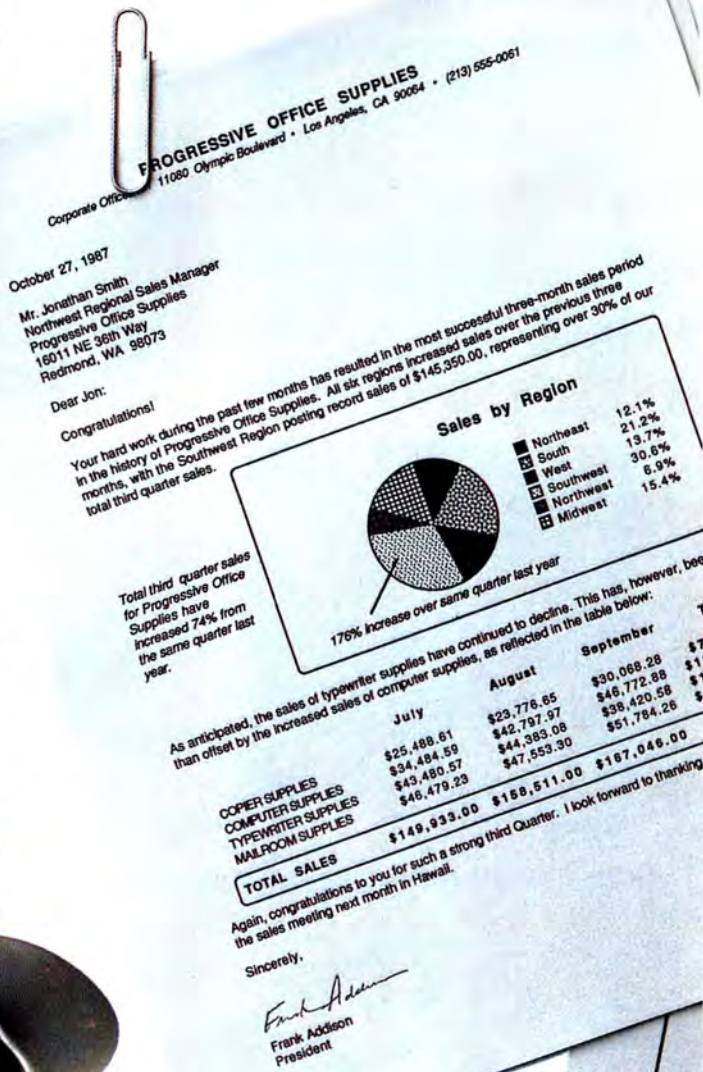 PROGRESSIVE OFFICE SUPPLIES
Corporate Office 11080 Olympic Boulevard • Los Angeles, CA 90064 • (213) 555-0061
October 27, 1987
Mr. Jonathan Smith
Northwest Regional Sales Manager
Progressive Office Supplies
16011 NE 36th Way
Redmond, WA 98073
Dear Jon:
Congratulations!
Your hard work during the past few months has resulted in the most successful three-month sales period
in the history of Progressive Office Supplies. All six regions increased sales over the previous three
months, with the Southwest Region posting record sales of $145,350.00, representing over 30% of our
total third quarter sales.
Total third quarter sales
for Progressive Office
Supplies have
increased 74% from
the same quarter last
year.
Sales by Region
Northeast 12.1%
South 21.2%
West 13.7%
Southwest 30.6%
Northwest 6.9%
Midwest 15.4%
176% increase over same quarter last year
As anticipated, the sales of typewriter supplies have continued to decline. This has, however, bee
than offset by the increased sales of computer supplies, as reflected in the table below:
July August September T
COPIER SUPPLIES $25,488.61 $23,776.65 $30,068.28 $7
COMPUTER SUPPLIES $34,484.59 $42,797.97 $46,772.88 $1
TYPEWRITER SUPPLIES $43,480.57 $44,383.08 $38,420.58 $1
MAILROOM SUPPLIES $46,479.23 $47,553.30 $51,784.26 $
TOTAL SALES $149,933.00 $158,511.00 $167,046.00
Again, congratulations to you for such a strong third Quarter. I look forward to thanking
the sales meeting next month in Hawaii.
Sincerely,
Frank Addison
Frank Addison
President